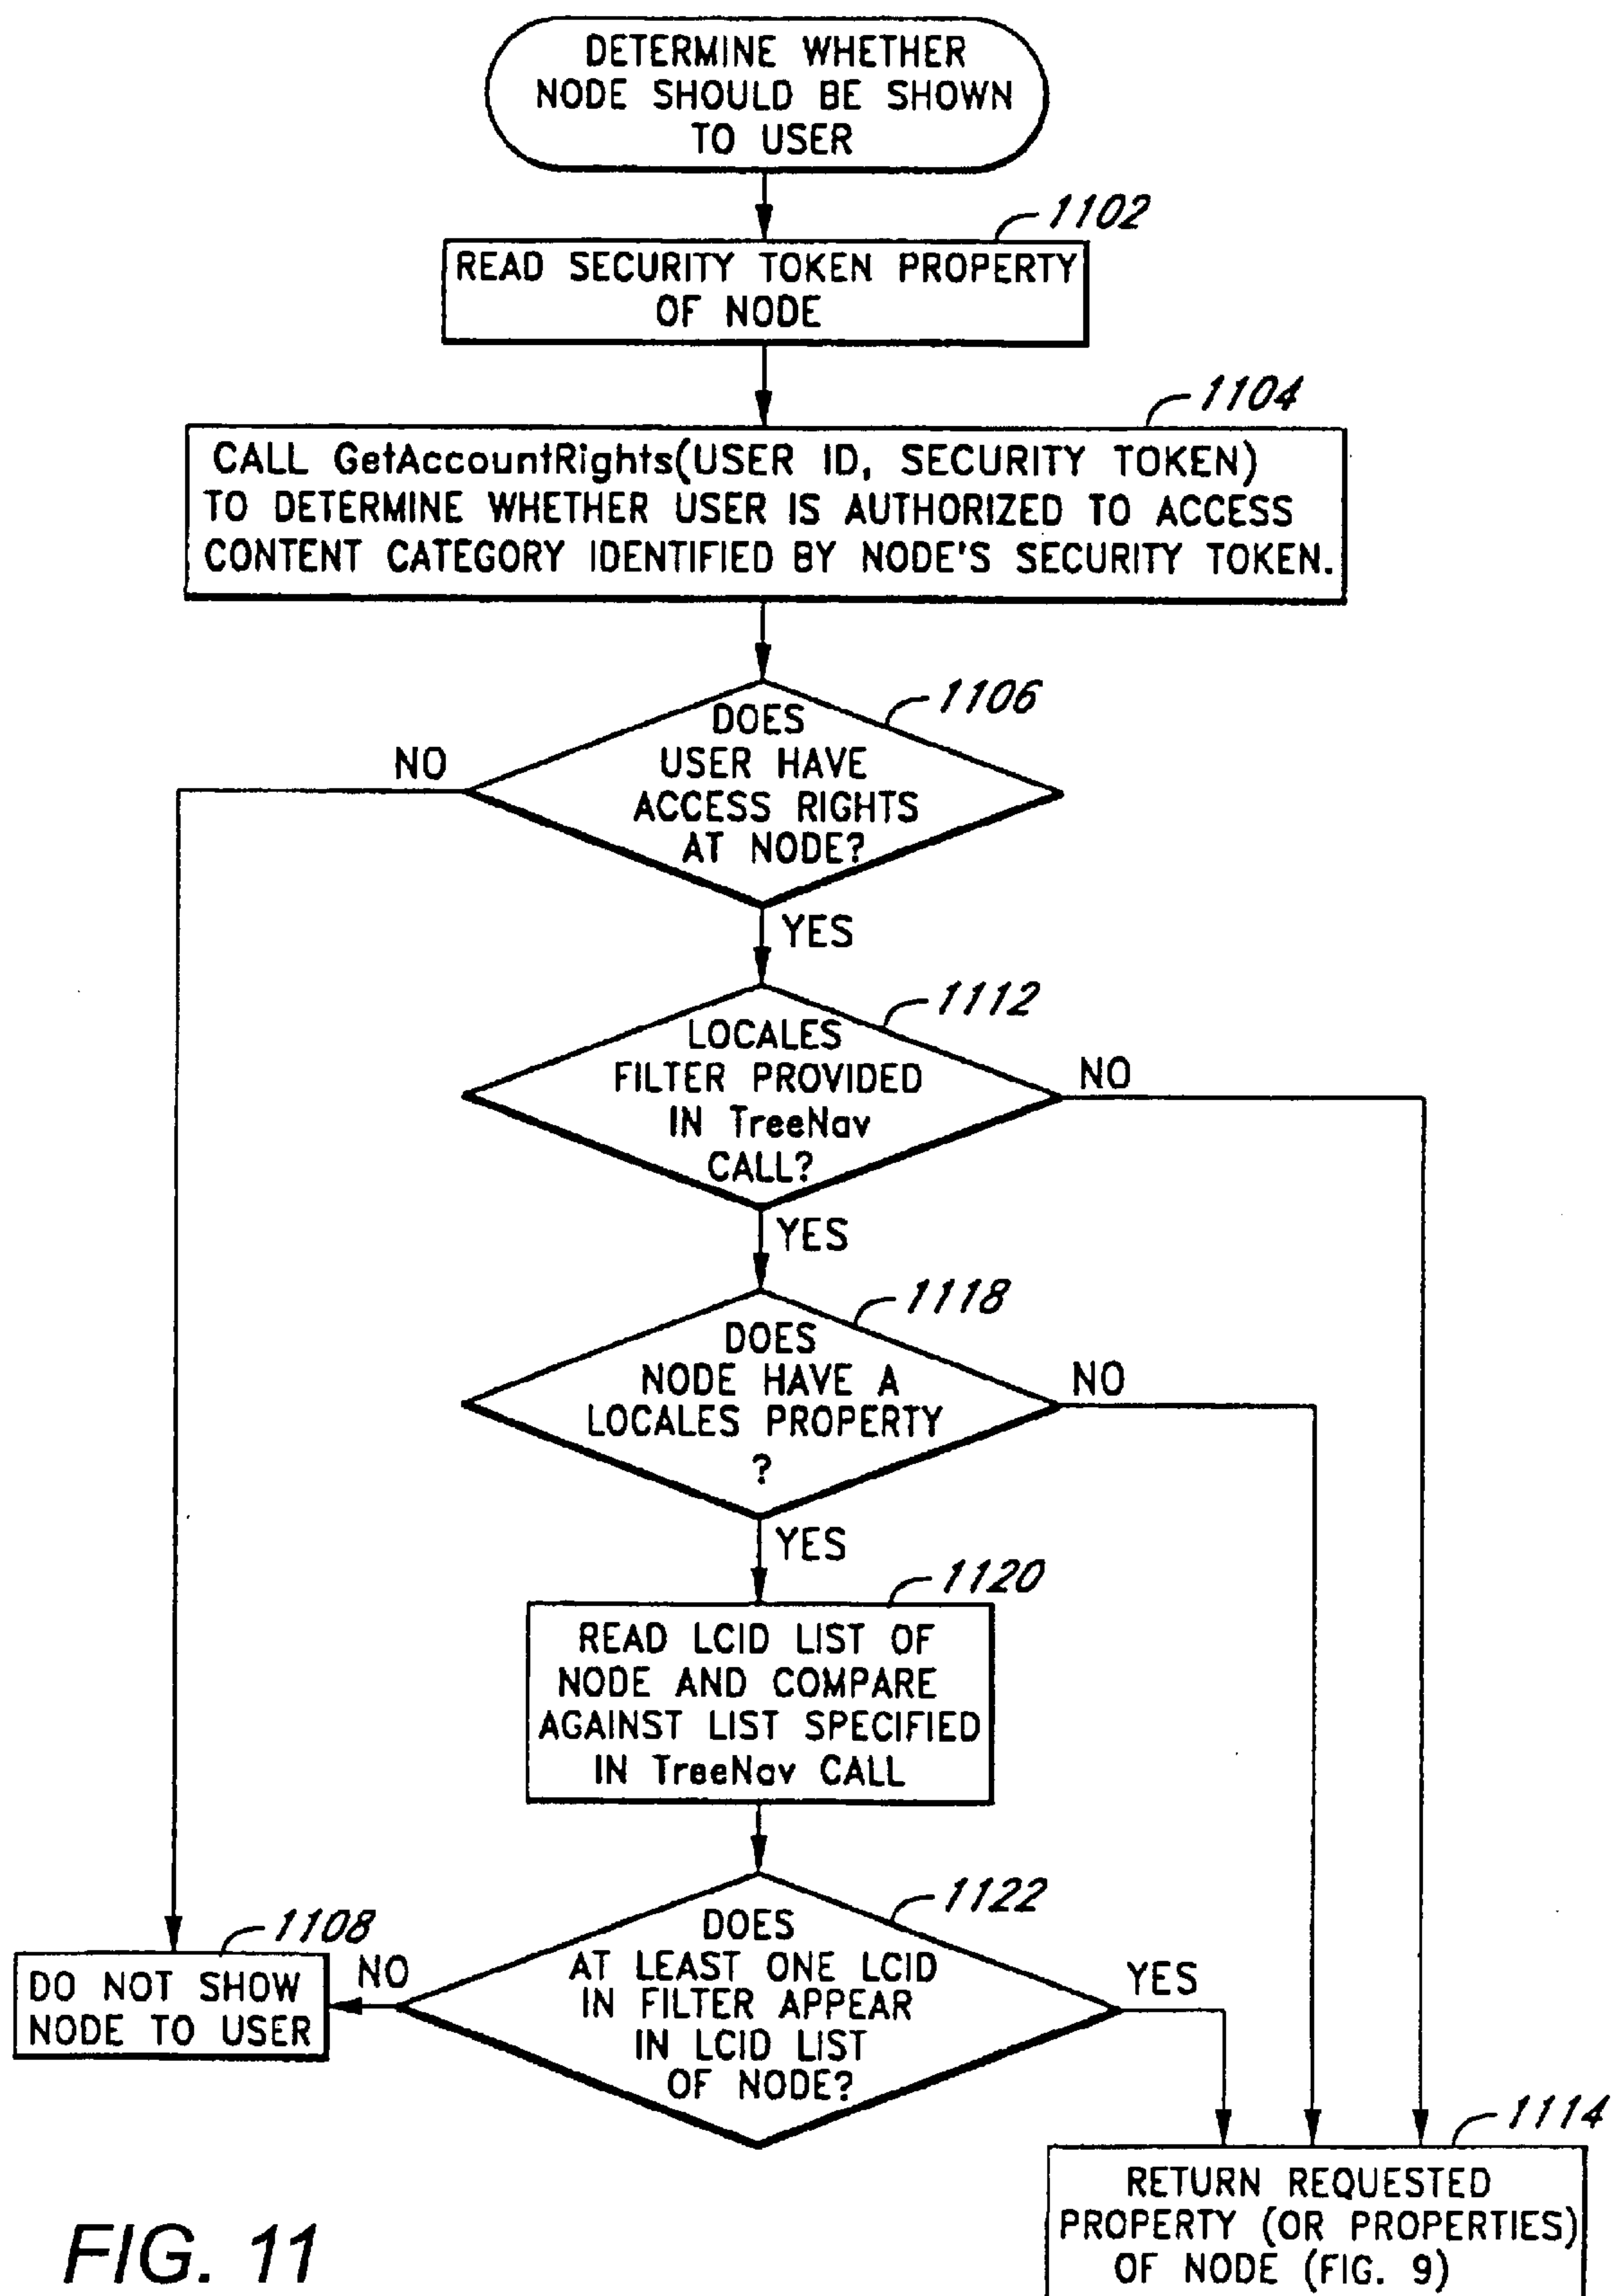 DETERMINE WHETHER
NODE SHOULD BE SHOWN
TO USER
1102
READ SECURITY TOKEN PROPERTY
OF NODE
1104
CALL GetAccountRights(USER ID, SECURITY TOKEN)
TO DETERMINE WHETHER USER IS AUTHORIZED TO ACCESS
CONTENT CATEGORY IDENTIFIED BY NODE'S SECURITY TOKEN.
1106
DOES
USER HAVE
ACCESS RIGHTS
AT NODE?
NO
YES
1112
LOCALES
FILTER PROVIDED
IN TreeNav
CALL?
NO
YES
1118
DOES
NODE HAVE A
LOCALES PROPERTY
?
NO
YES
1120
READ LCID LIST OF
NODE AND COMPARE
AGAINST LIST SPECIFIED
IN TreeNav CALL
1122
DOES
AT LEAST ONE LCID
IN FILTER APPEAR
IN LCID LIST
OF NODE?
NO
YES
1108
DO NOT SHOW
NODE TO USER
1114
RETURN REQUESTED
PROPERTY (OR PROPERTIES)
OF NODE (FIG. 9)
FIG. 11